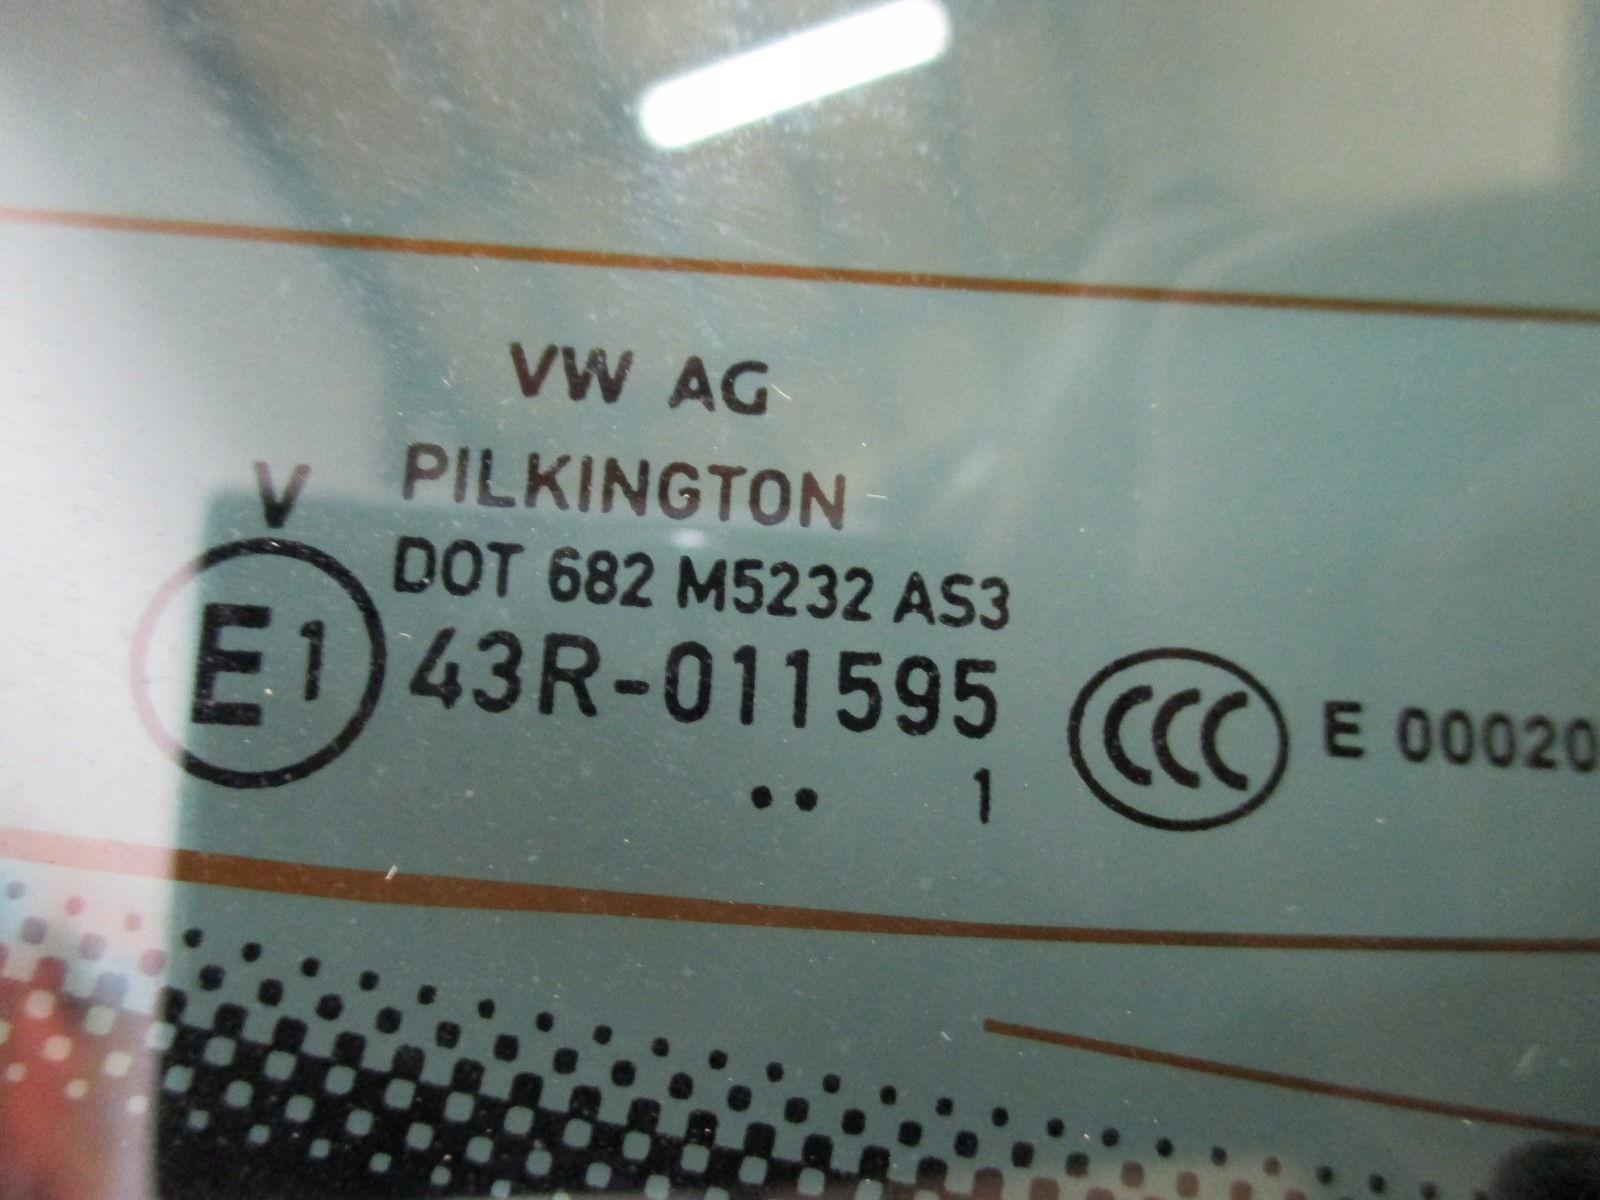 VW AG
V PILKINGTON
DOT 682 M5232 AS3
E1 43R-011595
CCC E 00020
.. 1